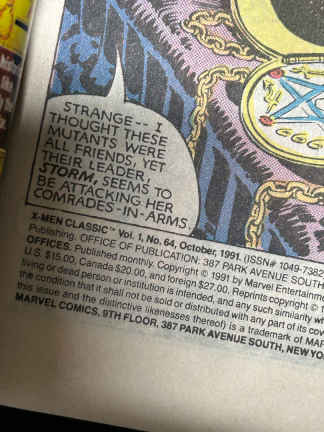 STRANGE-- I
THOUGHT THESE
MUTANTS WERE
ALL FRIENDS, YET
THEIR LEADER,
STORM, SEEMS TO
BE ATTACKING HER
COMRADES-IN-ARMS
X-MEN CLASSIC™ Vol. 1, No. 64, October, 1991. (ISSN# 1049-7382
Publishing. OFFICE OF PUBLICATION: 387 PARK AVENUE SOUTH
OFFICES. Published monthly. Copyright © 1991 by Marvel Entertainme
U.S. $15.00, Canada $20.00, and foreign $27.00. Reprints copyright ©
living or dead person or institution is intended, and any such similarity
the condition that it shall not be sold or distributed with any part of its cov
this issue and the distinctive likenesses thereof) is a trademark of MAR
MARVEL COMICS, 9TH FLOOR, 387 PARK AVENUE SOUTH, NEW YO